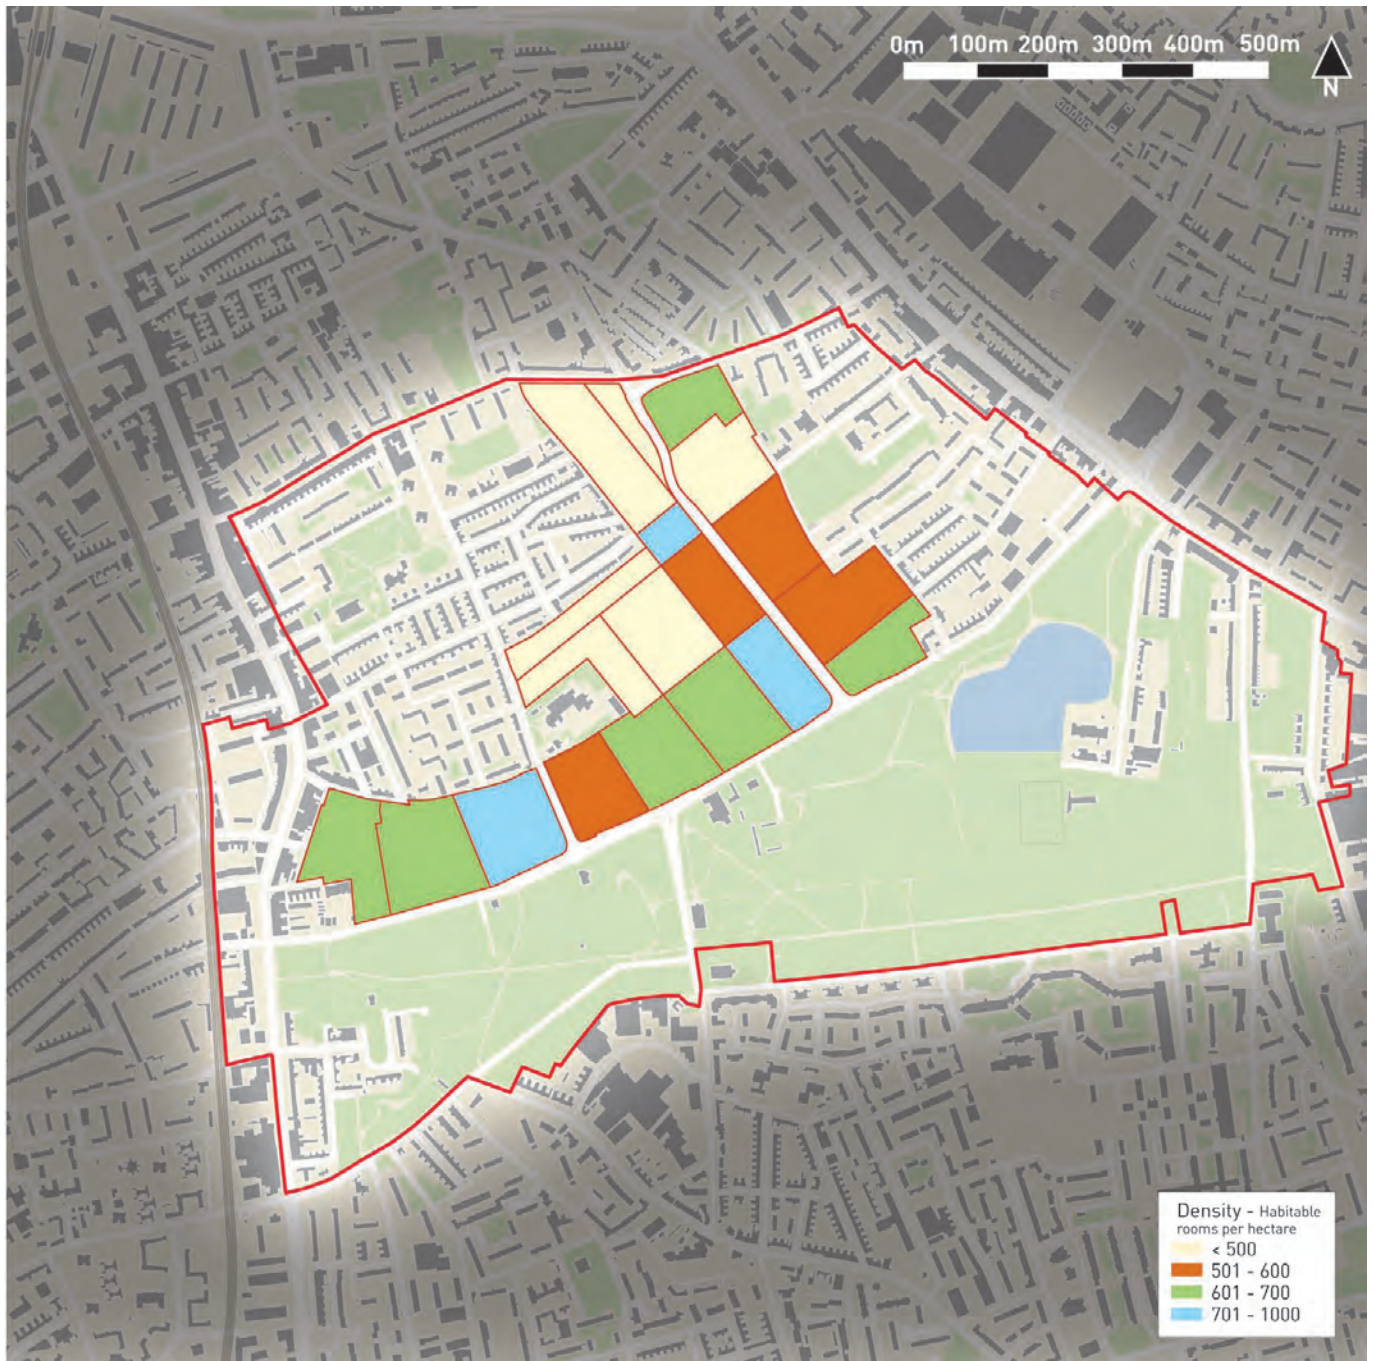 0m 100m 200m 300m 400m 500m
N
Density - Habitable
rooms per hectare
< 500
501 - 600
601 - 700
701 - 1000